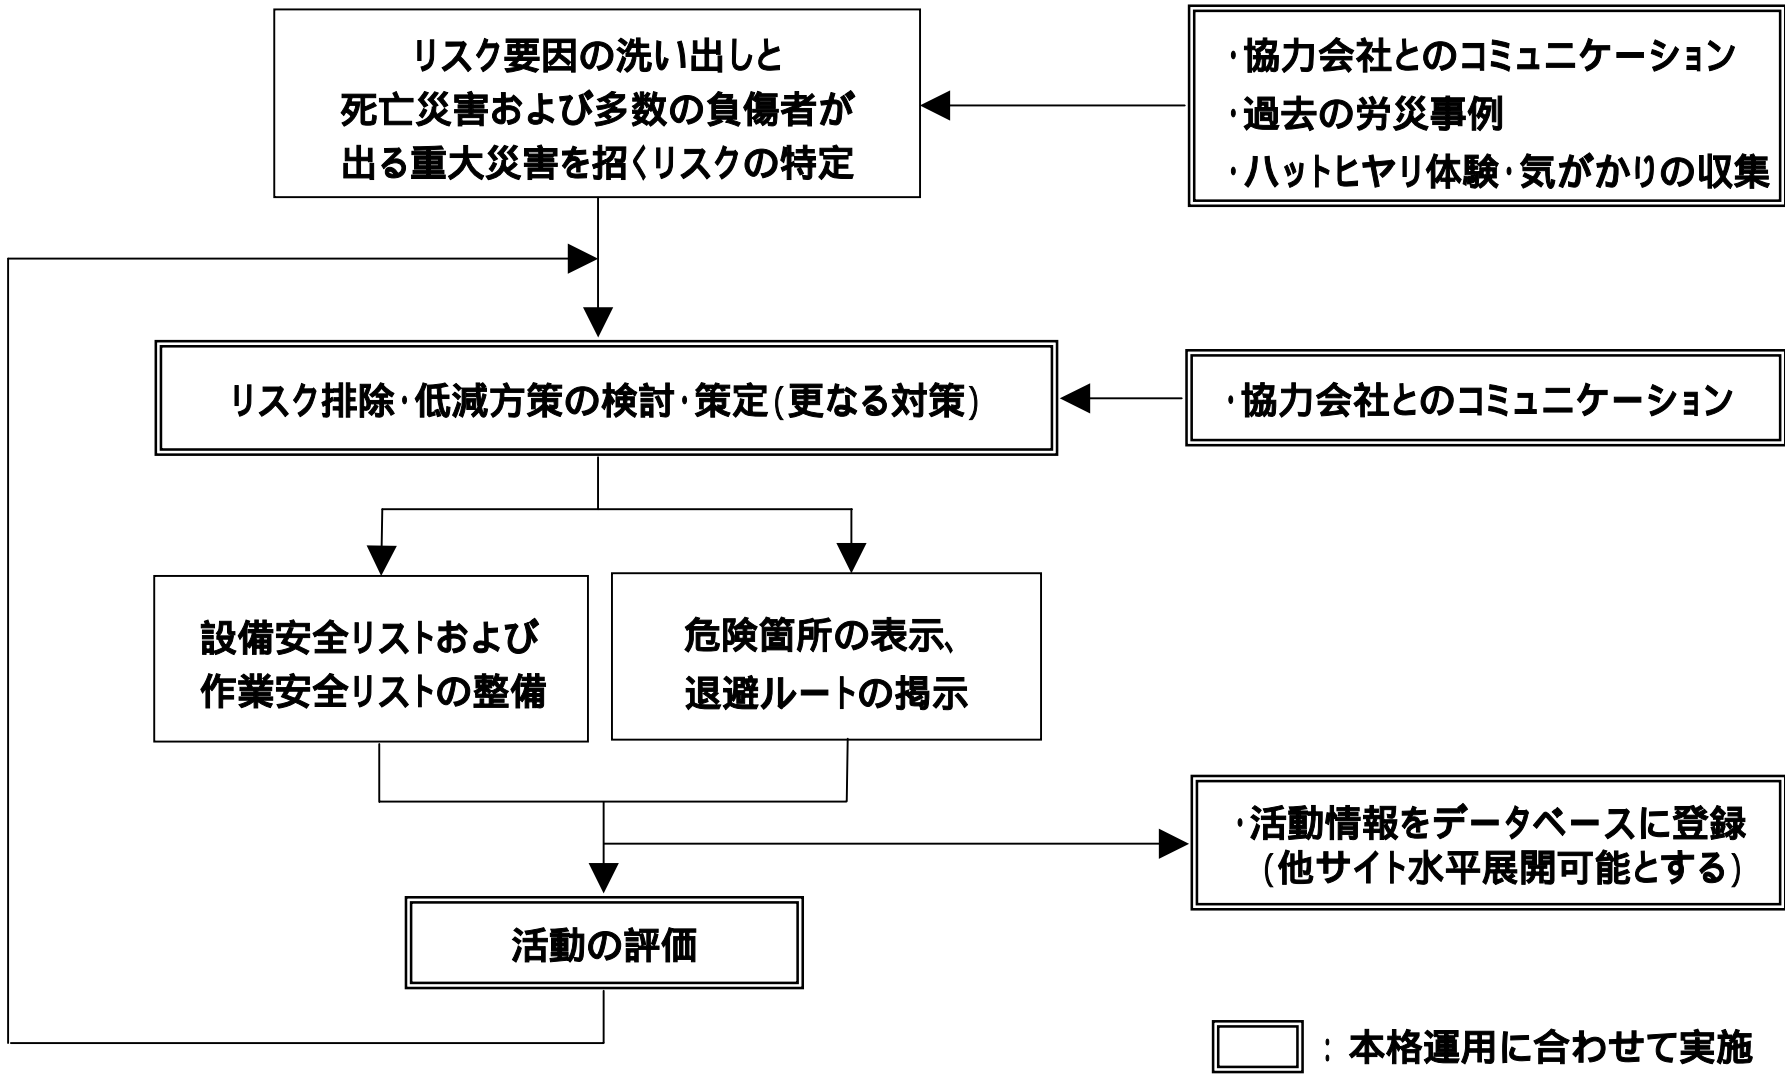 リスク要因の洗い出しと
死亡災害および多数の負傷者が
出る重大災害を招くリスクの特定
・協力会社とのコミュニケーション
・過去の労災事例
・ハットヒヤリ体験・気がかりの収集
リスク排除・低減方策の検討・策定(更なる対策)
・協力会社とのコミュニケーション
設備安全リストおよび
作業安全リストの整備
危険箇所の表示、
退避ルートの掲示
・活動情報をデータベースに登録
(他サイト水平展開可能とする)
活動の評価
: 本格運用に合わせて実施